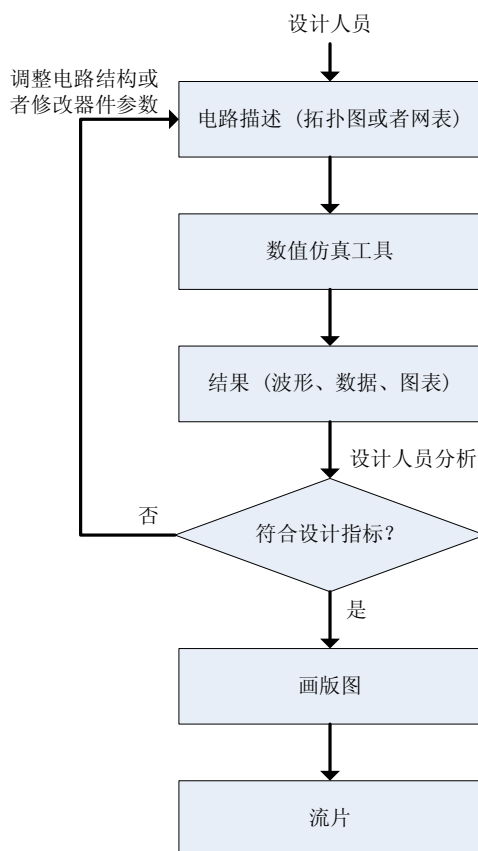 设计人员
调整电路结构或
者修改器件参数
电路描述（拓扑图或者网表）
数值仿真工具
结果（波形、数据、图表）
设计人员分析
否
符合设计指标？
是
画版图
流片